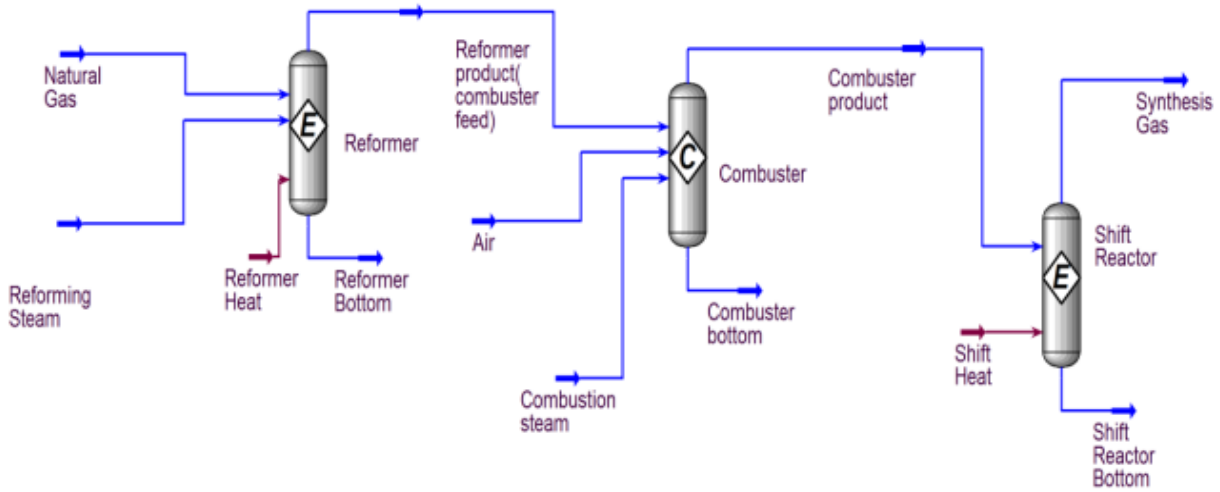 Natural
Gas
Reforming
Steam
E
Reformer
Reformer
Heat
Reformer
Bottom
Reformer
product(
combuster
feed)
Air
Combustion
steam
C
Combuster
Combuster
bottom
Combuster
product
E
Shift
Reactor
Shift
Heat
Synthesis
Gas
Shift
Reactor
Bottom